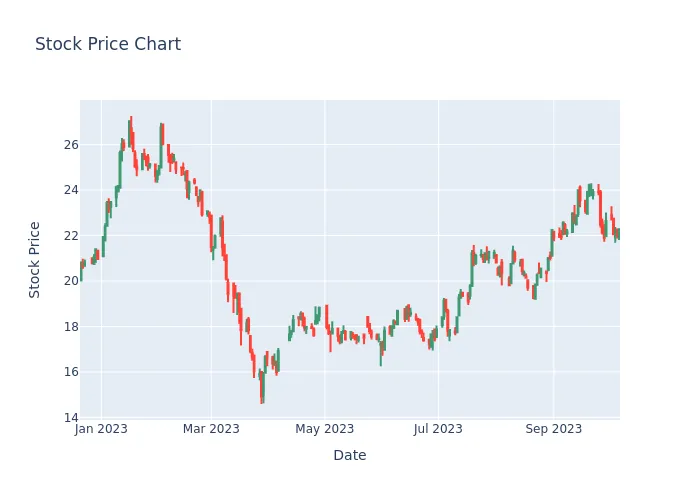 Stock Price Chart
Stock Price
26
24
22
20
18
16
14
Jan 2023
Mar 2023
May 2023
Jul 2023
Sep 2023
Date